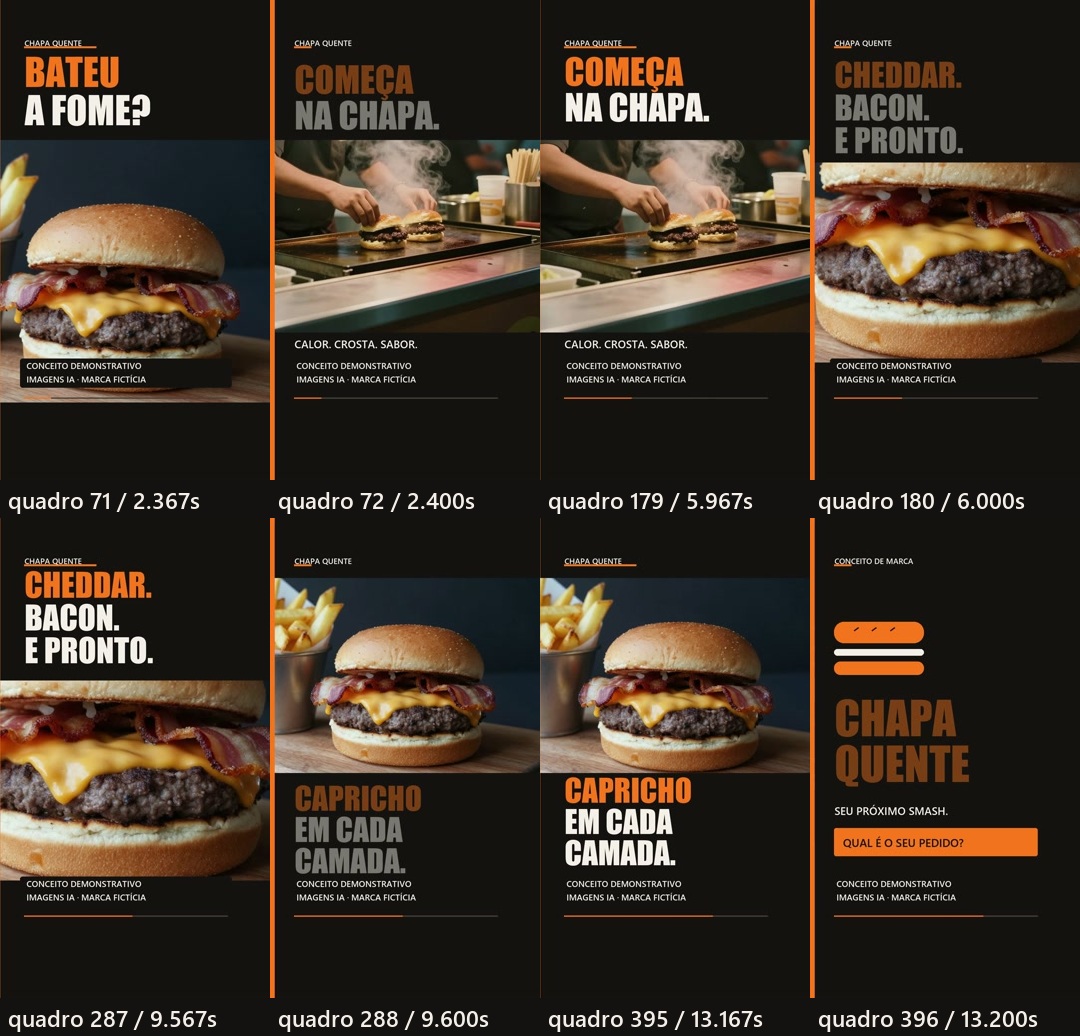 CHAPA QUENTE
BATEU
A FOME?
CONCEITO DEMONSTRATIVO
IMAGENS IA · MARCA FICTÍCIA
quadro 71 / 2.367s
CHAPA QUENTE
COMEÇA
NA CHAPA.
CALOR. CROSTA. SABOR.
CONCEITO DEMONSTRATIVO
IMAGENS IA · MARCA FICTÍCIA
quadro 72 / 2.400s
CHAPA QUENTE
COMEÇA
NA CHAPA.
CALOR. CROSTA. SABOR.
CONCEITO DEMONSTRATIVO
IMAGENS IA · MARCA FICTÍCIA
quadro 179 / 5.967s
CHAPA QUENTE
CHEDDAR.
BACON.
E PRONTO.
CONCEITO DEMONSTRATIVO
IMAGENS IA · MARCA FICTÍCIA
quadro 180 / 6.000s
CHAPA QUENTE
CHEDDAR.
BACON.
E PRONTO.
CONCEITO DEMONSTRATIVO
IMAGENS IA · MARCA FICTÍCIA
quadro 287 / 9.567s
CHAPA QUENTE
CAPRICHO
EM CADA
CAMADA.
CONCEITO DEMONSTRATIVO
IMAGENS IA · MARCA FICTÍCIA
quadro 288 / 9.600s
CHAPA QUENTE
CAPRICHO
EM CADA
CAMADA.
CONCEITO DEMONSTRATIVO
IMAGENS IA · MARCA FICTÍCIA
quadro 395 / 13.167s
CONCEITO DE MARCA
CHAPA
QUENTE
SEU PRÓXIMO SMASH.
QUAL É O SEU PEDIDO?
CONCEITO DEMONSTRATIVO
IMAGENS IA · MARCA FICTÍCIA
quadro 396 / 13.200s